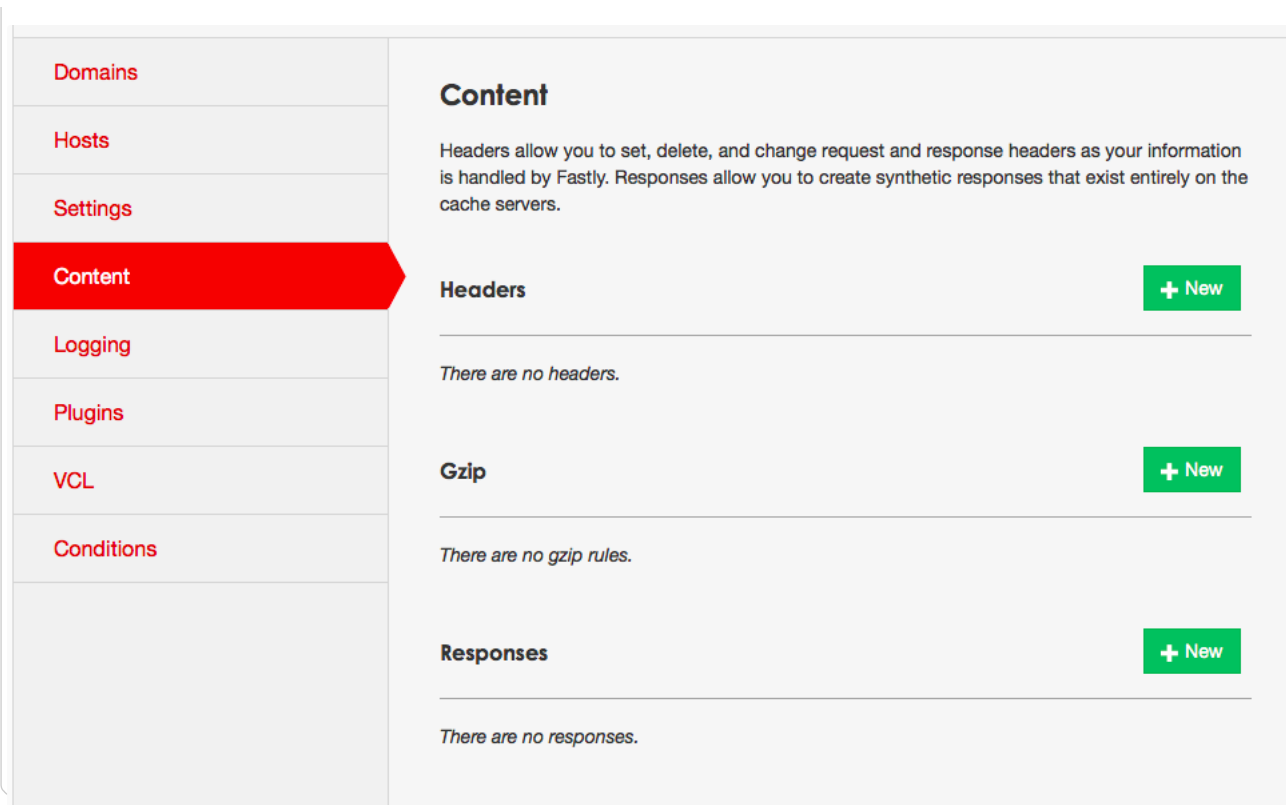 Domains
Hosts
Settings
Content
Logging
Plugins
VCL
Conditions
Content
Headers allow you to set, delete, and change request and response headers as your information
is handled by Fastly. Responses allow you to create synthetic responses that exist entirely on the
cache servers.
Headers
+ New
There are no headers.
Gzip
+ New
There are no gzip rules.
Responses
+ New
There are no responses.